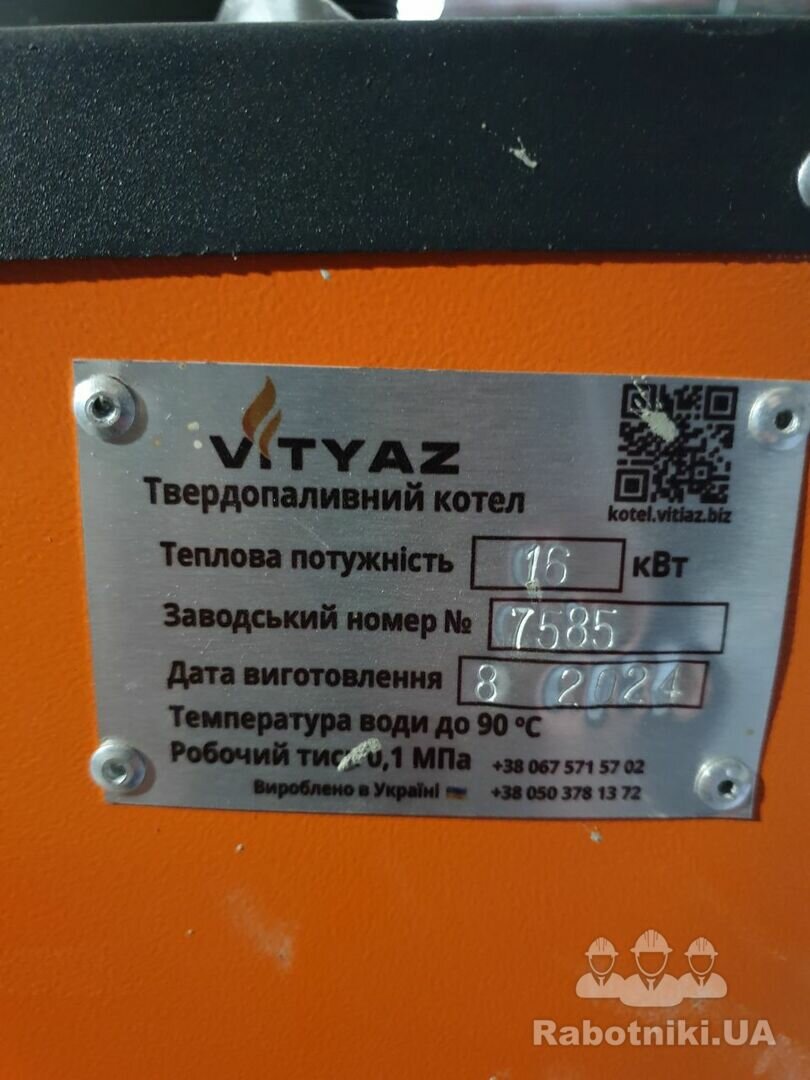 VITYAZ
Твердопаливний котел
kotel.vitiaz.biz
Теплова потужність 16 кВт
Заводський номер № 7585
Дата виготовлення 8 2024
Температура води до 90 °C
Робочий тиск 0,1 МПа
+38 067 571 57 02
Вироблено в Україні
+38 050 378 13 72
Rabotniki.UA